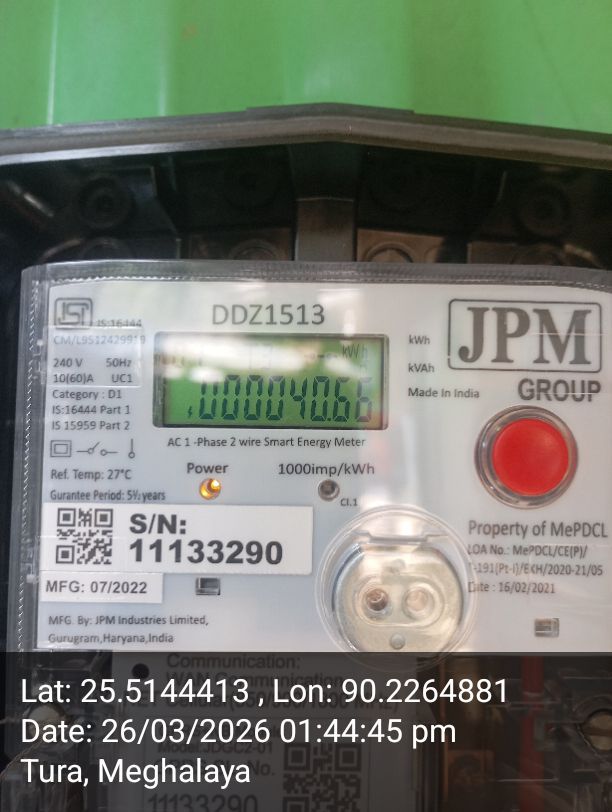 IS:16444
CM/L9512429919
DDZ1513
240 V 50Hz
10(60)A UC1
Category : D1
IS:16444 Part 1
IS 15959 Part 2
kWh
000040.66
kWh
kVAh
Made in India
JPM
GROUP
AC 1 -Phase 2 wire Smart Energy Meter
Ref. Temp: 27°C
Gurantee Period: 5½ years
Power
1000imp/kWh
Cl.1
S/N:
11133290
MFG: 07/2022
MFG. By: JPM Industries Limited,
Gurugram,Haryana,India
Property of MePDCL
LOA No.: MePDCL/CE(P)/
T-191(Pt-I)/EKH/2020-21/05
Date : 16/02/2021
Communication:
11133290
Lat: 25.5144413 , Lon: 90.2264881
Date: 26/03/2026 01:44:45 pm
Tura, Meghalaya